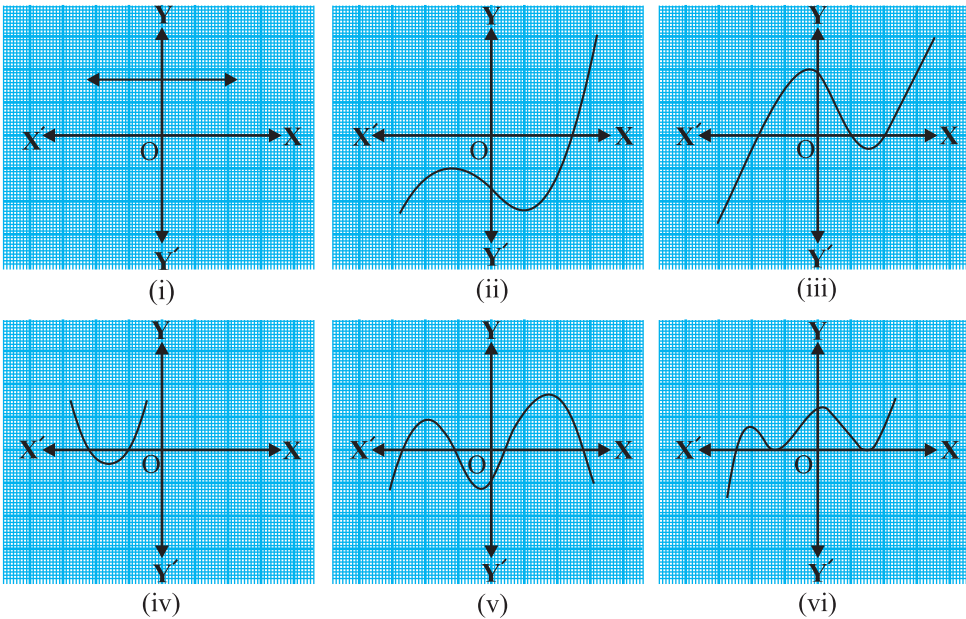 Y Y Y
X′ O X X′ O X X′ O X
Y′ Y′ Y′
(i) (ii) (iii)
Y Y Y
X′ O X X′ O X X′ O X
Y′ Y′ Y′
(iv) (v) (vi)